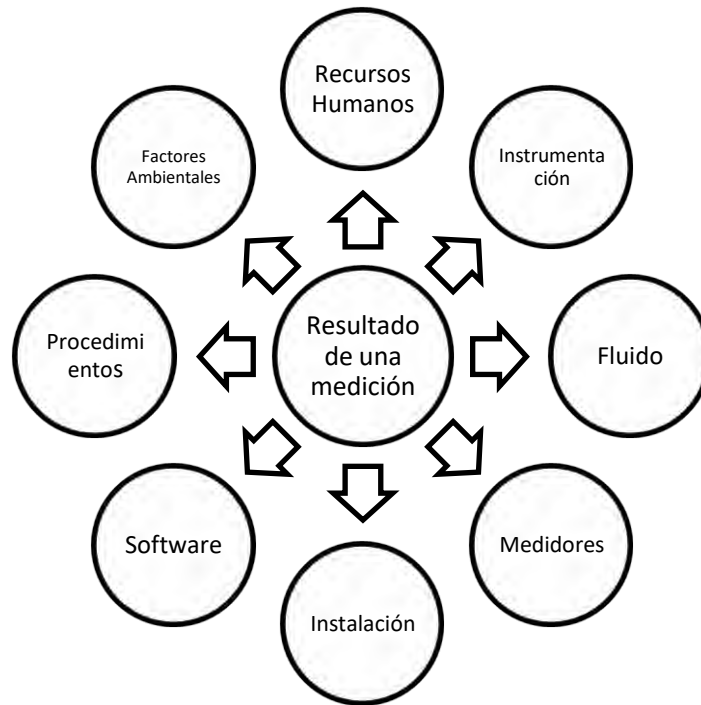 Recursos
Humanos
Factores
Ambientales
Instrumenta
ción
Procedimi
entos
Resultado
de una
medición
Fluido
Software
Medidores
Instalación